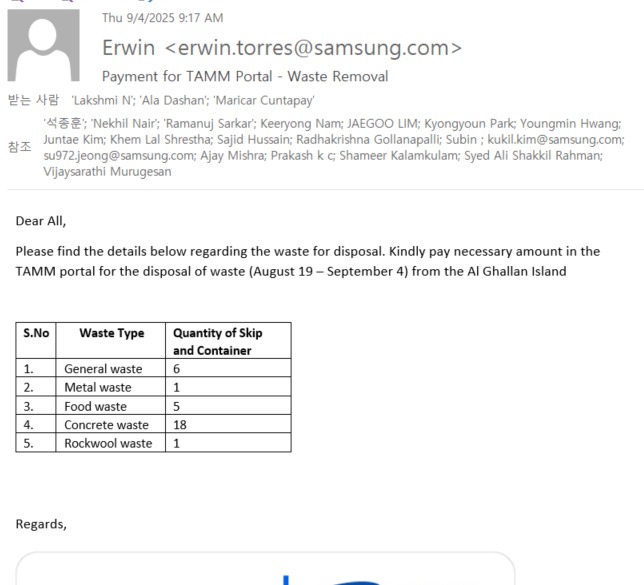 Thu 9/4/2025 9:17 AM
Erwin <erwin.torres@samsung.com>
Payment for TAMM Portal - Waste Removal
받는 사람 'Lakshmi N'; 'Ala Dashan'; 'Maricar Cuntapay'
'석종훈'; 'Nekhil Nair'; 'Ramanuj Sarkar'; Keeryong Nam; JAEGOO LIM; Kyongyoun Park; Youngmin Hwang;
참조 Juntae Kim; Khem Lal Shrestha; Sajid Hussain; Radhakrishna Gollanapalli; Subin ; kukil.kim@samsung.com;
su972.jeong@samsung.com; Ajay Mishra; Prakash k c; Shameer Kalamkulam; Syed Ali Shakkil Rahman;
Vijaysarathi Murugesan
Dear All,
Please find the details below regarding the waste for disposal. Kindly pay necessary amount in the
TAMM portal for the disposal of waste (August 19 – September 4) from the Al Ghallan Island
S.No Waste Type Quantity of Skip
and Container
1. General waste 6
2. Metal waste 1
3. Food waste 5
4. Concrete waste 18
5. Rockwool waste 1
Regards,